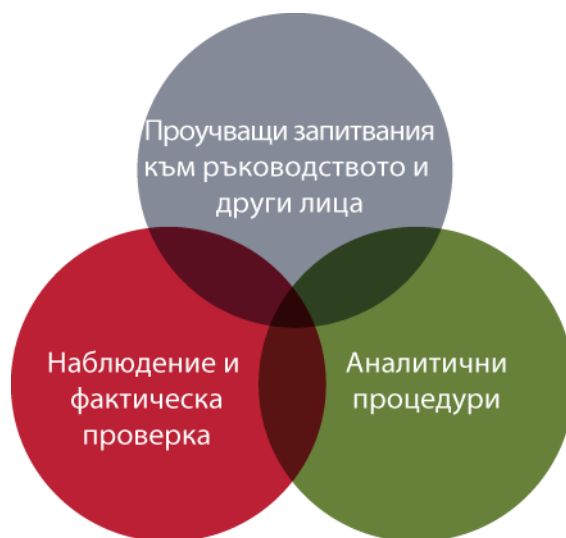 Проучващи запитвания
към ръководството и
други лица
Наблюдение и
фактическа
проверка
Аналитични
процедури